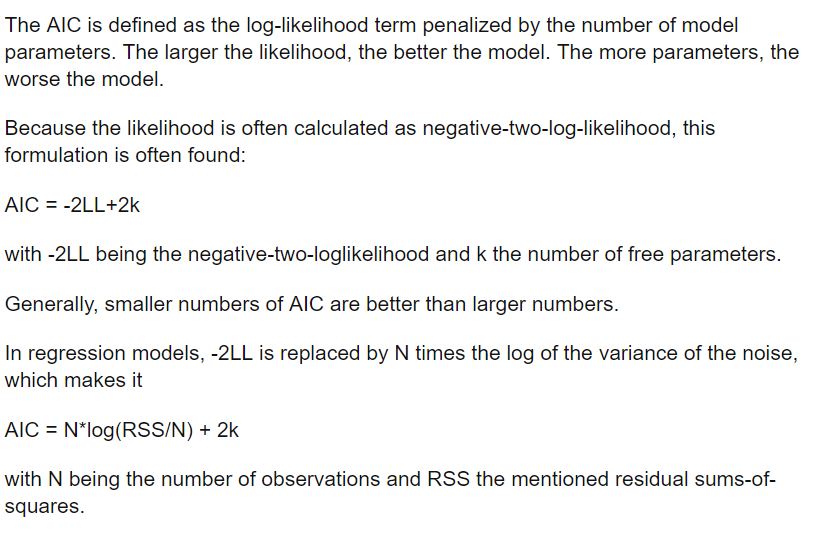 The AIC is defined as the log-likelihood term penalized by the number of model
parameters. The larger the likelihood, the better the model. The more parameters, the
worse the model.
Because the likelihood is often calculated as negative-two-log-likelihood, this
formulation is often found:
AIC = -2LL+2k
with -2LL being the negative-two-loglikelihood and k the number of free parameters.
Generally, smaller numbers of AIC are better than larger numbers.
In regression models, -2LL is replaced by N times the log of the variance of the noise,
which makes it
AIC = N*log(RSS/N) + 2k
with N being the number of observations and RSS the mentioned residual sums-of-
squares.